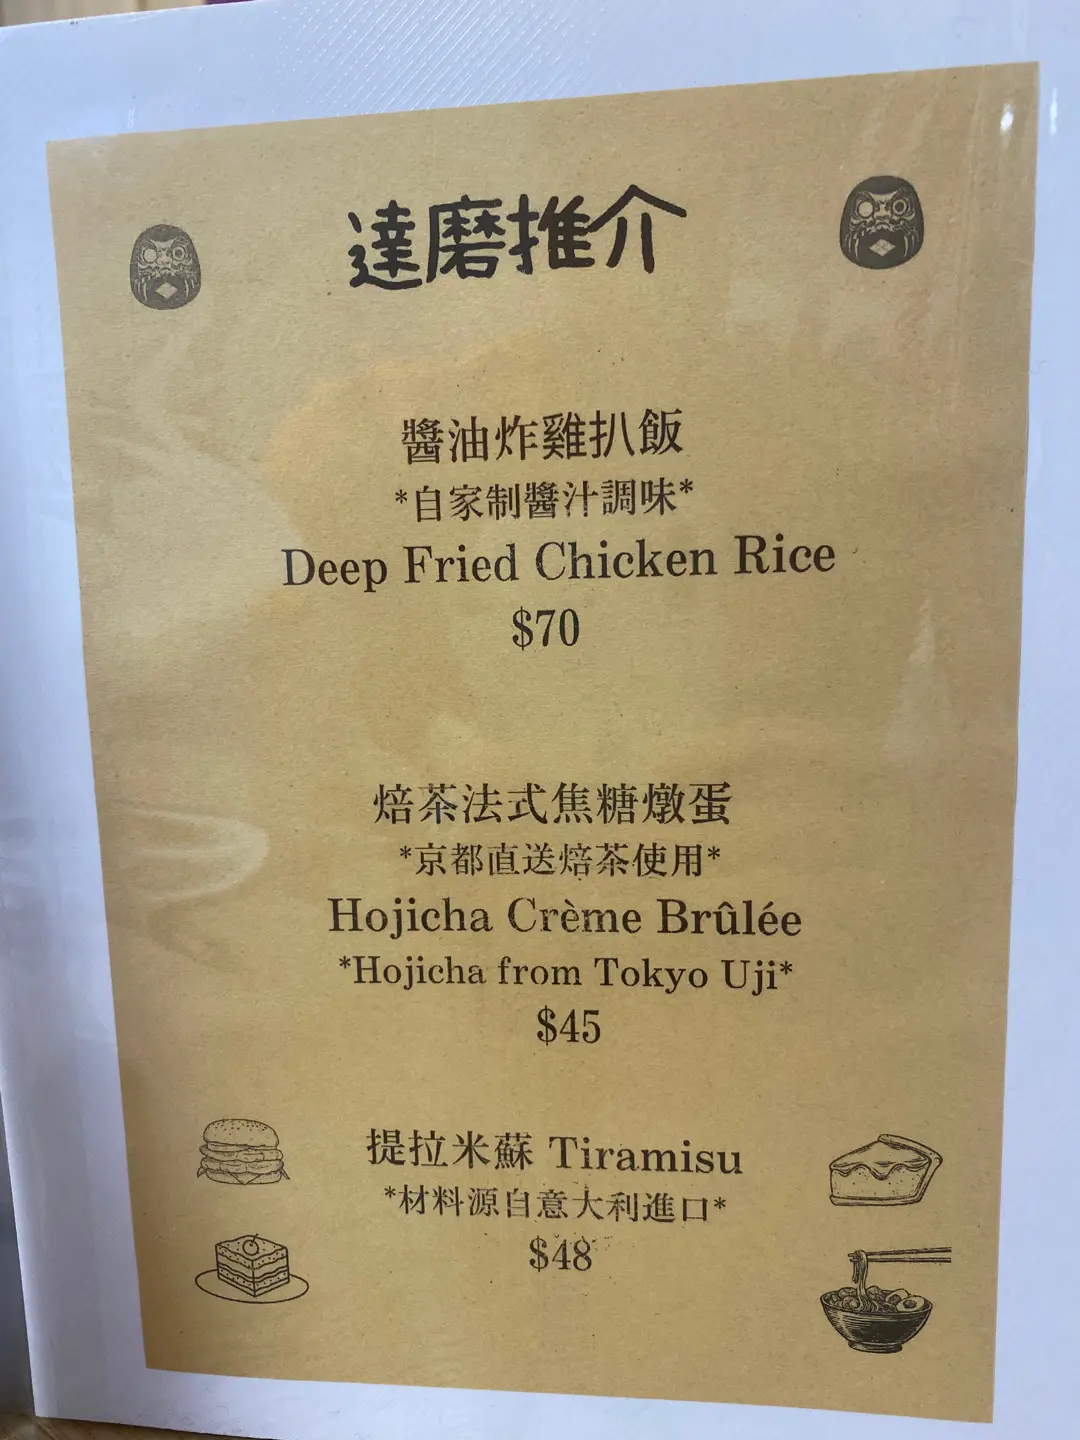 達磨推介
醬油炸雞扒飯
*自家制醬汁調味*
Deep Fried Chicken Rice
$70
焙茶法式焦糖燉蛋
*京都直送焙茶使用*
Hojicha Crème Brûlée
*Hojicha from Tokyo Uji*
$45
提拉米蘇 Tiramisu
*材料源自意大利進口*
$48